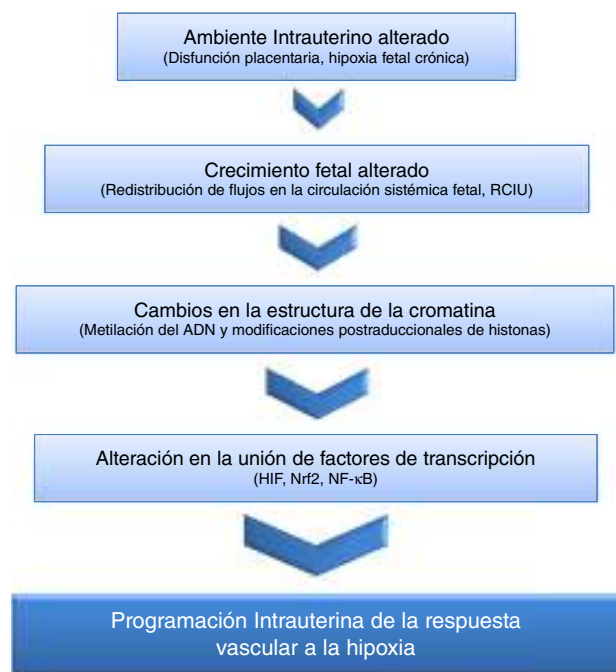 Ambiente Intrauterino alterado
(Disfunción placentaria, hipoxia fetal crónica)
Crecimiento fetal alterado
(Redistribución de flujos en la circulación sistémica fetal, RCIU)
Cambios en la estructura de la cromatina
(Metilación del ADN y modificaciones postraduccionales de histonas)
Alteración en la unión de factores de transcripción
(HIF, Nrf2, NF-κB)
Programación Intrauterina de la respuesta
vascular a la hipoxia